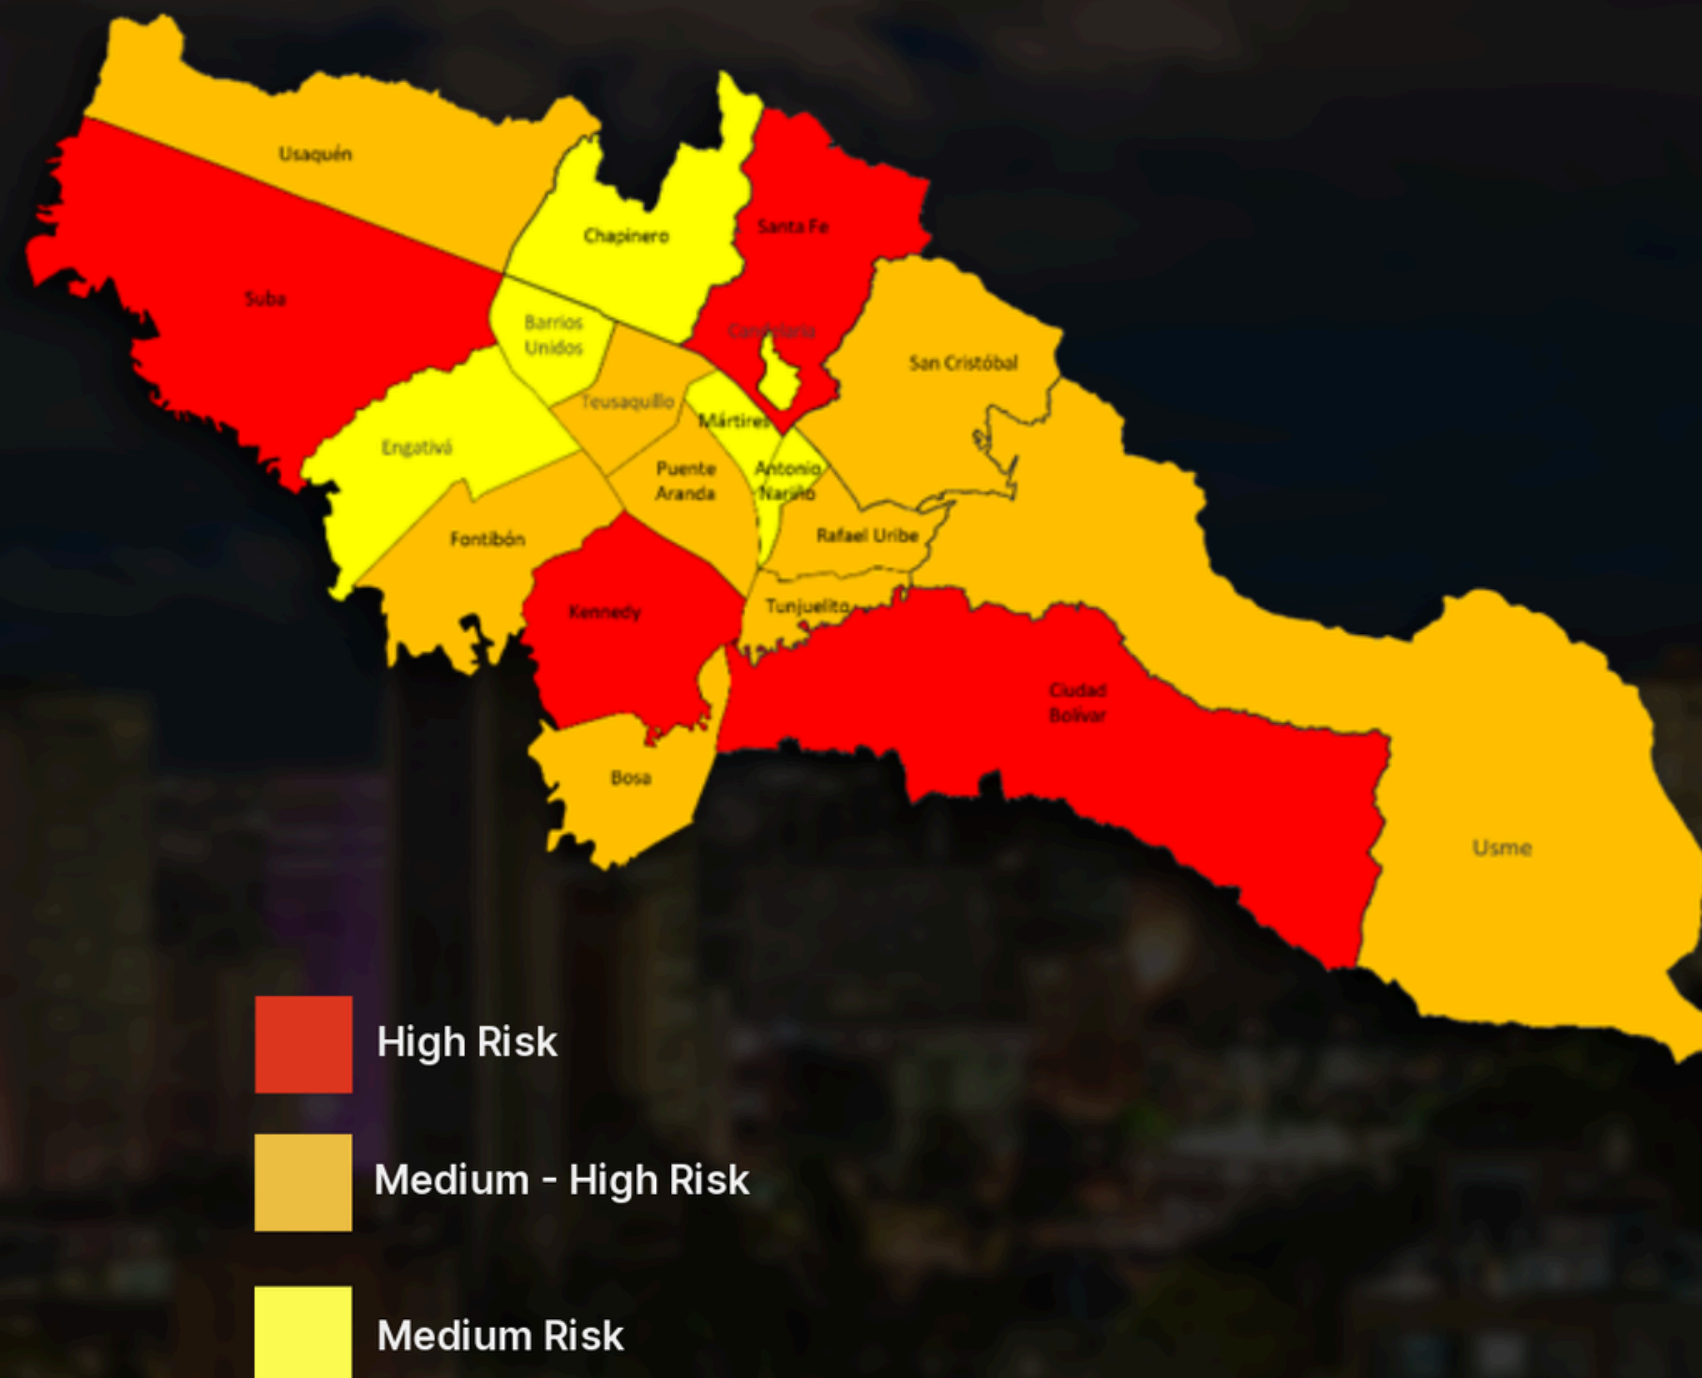 Usaquén
Chapinero
Santa Fe
Suba
Barrios
Unidos
Candelaria
San Cristóbal
Teusaquillo
Mártires
Engativá
Puente
Aranda
Antonio
Nariño
Fontibón
Rafael Uribe
Kennedy
Tunjuelito
Ciudad
Bolívar
Bosa
Usme
High Risk
Medium - High Risk
Medium Risk